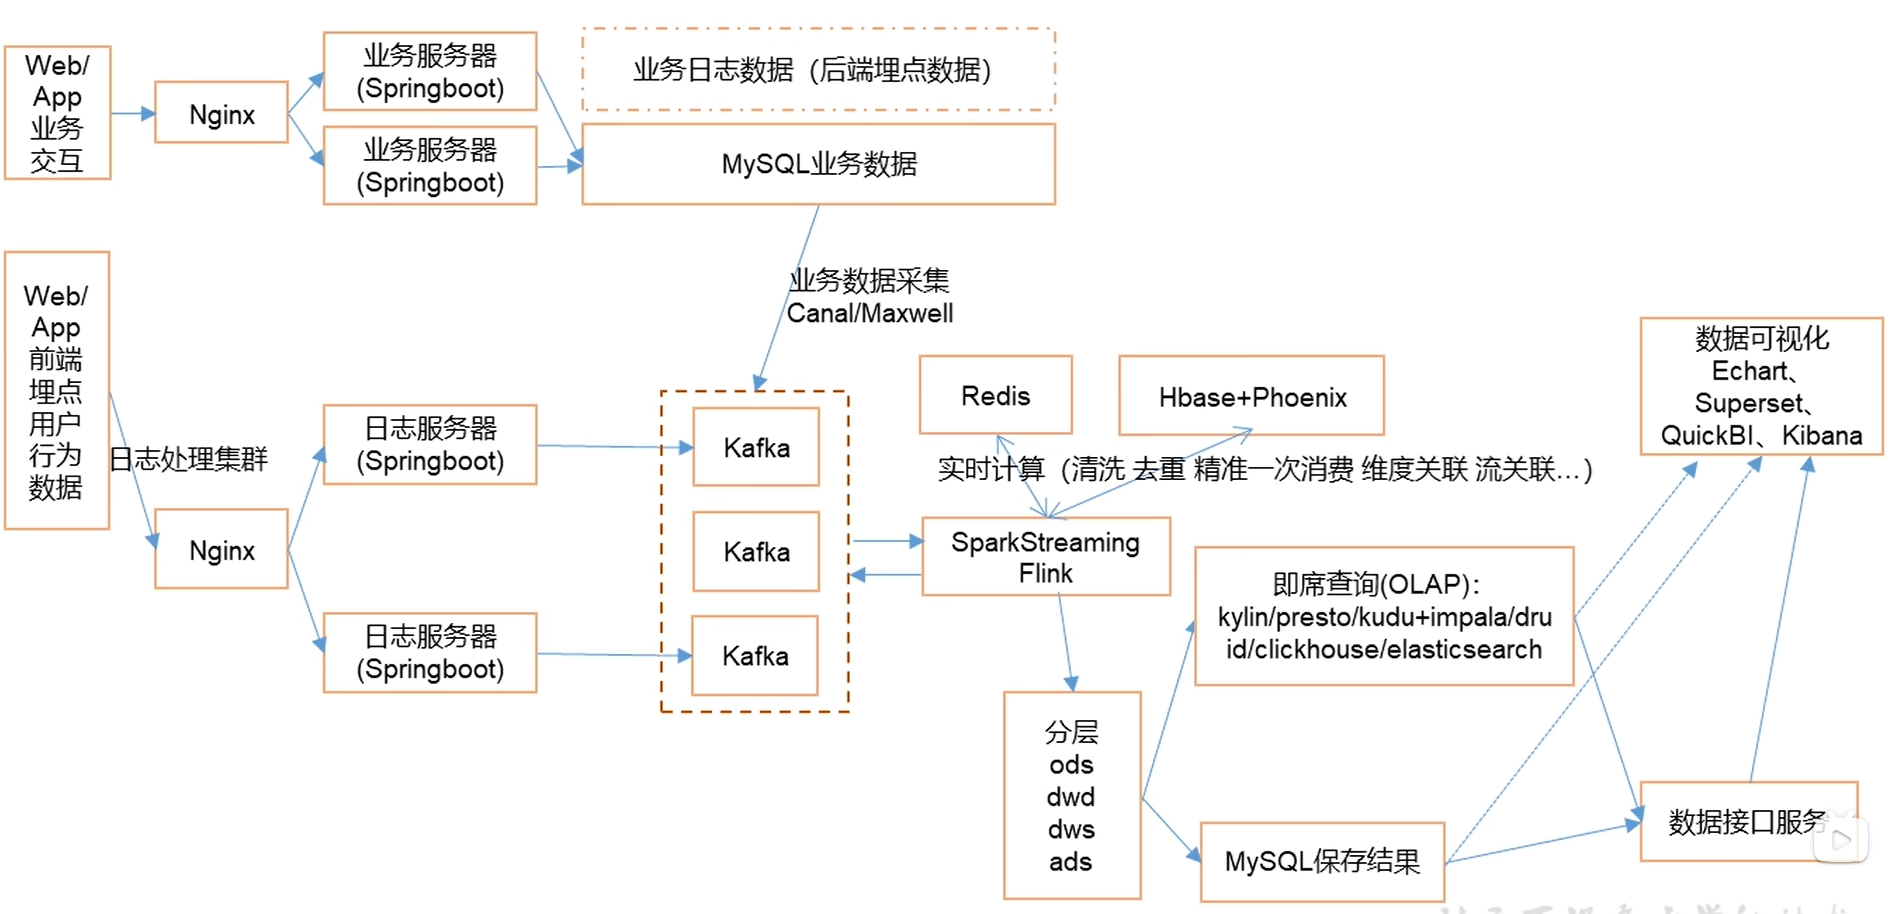 Web/
App
业务
交互
Nginx
业务服务器
(Springboot)
业务服务器
(Springboot)
业务日志数据（后端埋点数据）
MySQL业务数据
业务数据采集
Canal/Maxwell
Web/
App
前端
埋点
用户
行为
数据
日志处理集群
Nginx
日志服务器
(Springboot)
日志服务器
(Springboot)
Kafka
Kafka
Kafka
Redis
Hbase+Phoenix
实时计算（清洗 去重 精准一次消费 维度关联 流关联...）
SparkStreaming
Flink
分层
ods
dwd
dws
ads
即席查询(OLAP)：
kylin/presto/kudu+impala/dru
id/clickhouse/elasticsearch
MySQL保存结果
数据可视化
Echart、
Superset、
QuickBI、Kibana
数据接口服务